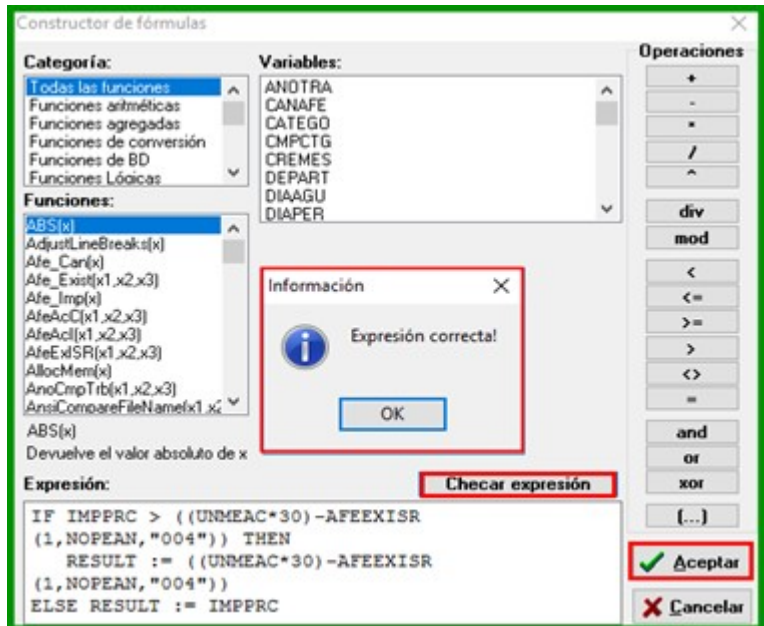 Constructor de fórmulas
Categoría:
Todas las funciones
Funciones aritméticas
Funciones agregadas
Funciones de conversión
Funciones de BD
Funciones Lógicas
Variables:
ANOTRA
CANAFE
CATEGO
CMPCTG
CREMES
DEPART
DIAAGU
DIAPER
Operaciones
+
-
*
/
^
div
mod
<
<=
>=
>
<>
=
and
or
xor
(...)
Funciones:
ABS(x)
AdjustLineBreaks(x)
Afe_Can(x)
Afe_Exist(x1,x2,x3)
Afe_Imp(x)
AfeAcC(x1,x2,x3)
AfeAcI(x1,x2,x3)
AfeExISR(x1,x2,x3)
AllocMem(x)
AnoCmpTrb(x1,x2,x3)
AnsiCompareFileName(x1,x2
Información
Expresión correcta!
OK
ABS(x)
Devuelve el valor absoluto de x
Expresión:
Checar expresión
IF IMPPRC > ((UNMEAC*30)-AFEEXISR
(1,NOPEAN,"004")) THEN
RESULT := ((UNMEAC*30)-AFEEXISR
(1,NOPEAN,"004"))
ELSE RESULT := IMPPRC
Aceptar
Cancelar